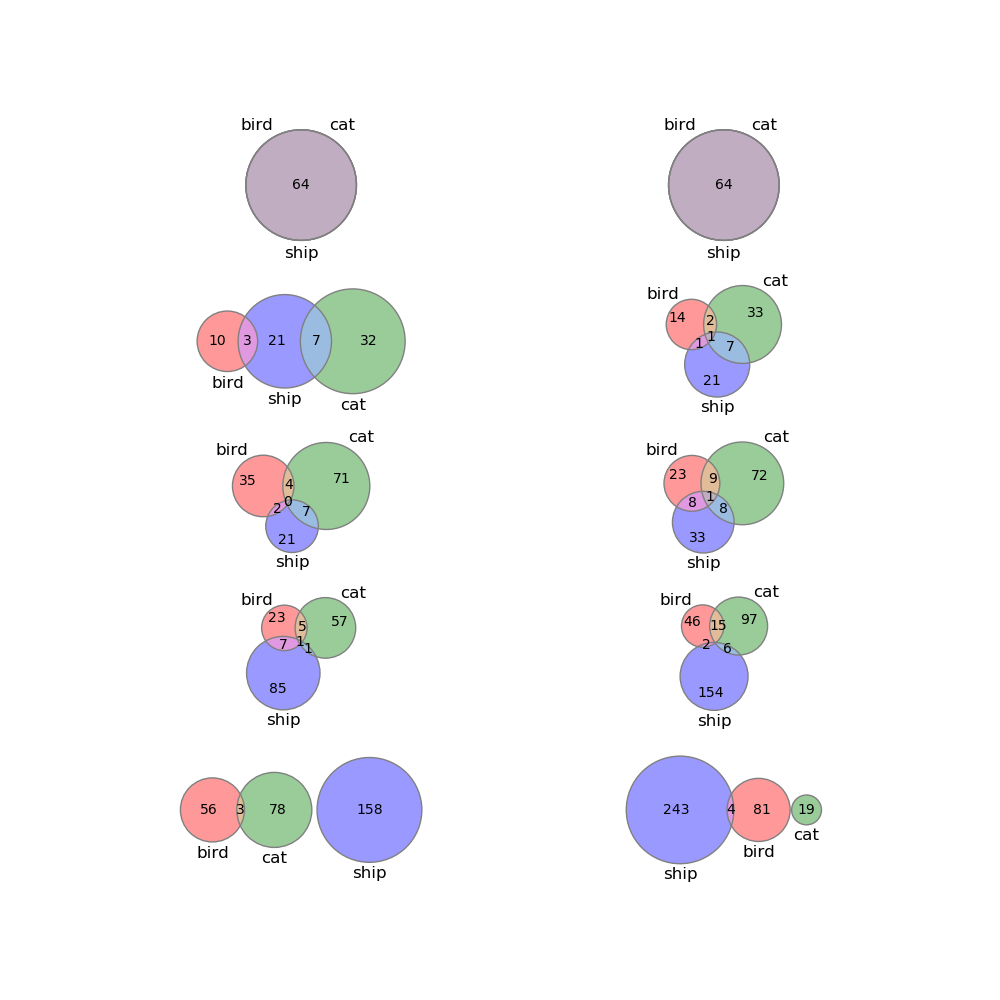 bird cat
64
ship
bird cat
64
ship
10 3 21 7 32
bird
ship
cat
cat
bird
14 2 33
1 1 7
21
ship
cat
bird
35 4 71
2 0 7
21
ship
cat
bird
23 9 72
8 1 8
33
ship
cat
bird
23 5 57
7 1 1
85
ship
cat
bird
46 15 97
2 6
154
ship
56 3 78 158
bird
cat
ship
243 4 81 19
cat
bird
ship